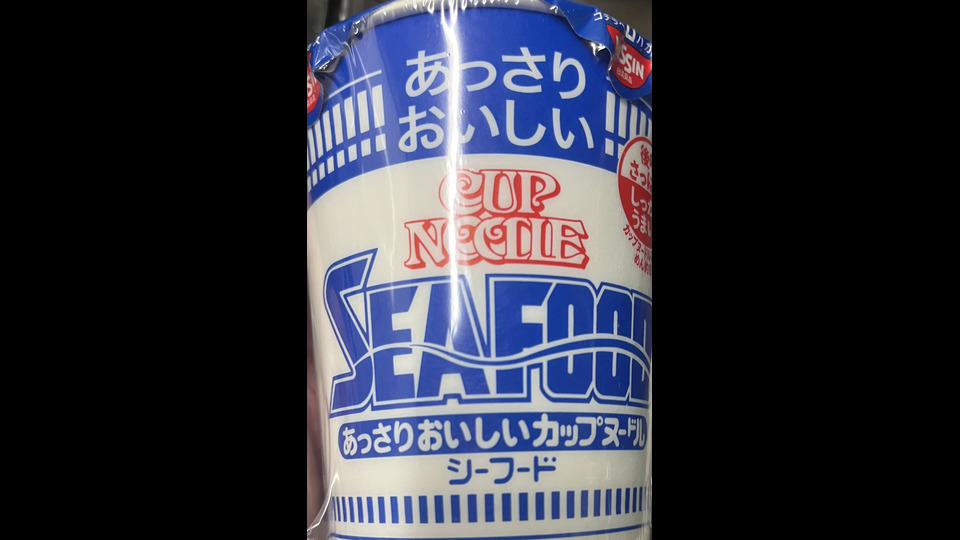 NISSIN
あっさり
おいしい
CUP
NOODLE
SEAFOOD
あっさりおいしいカップヌードル
シーフード